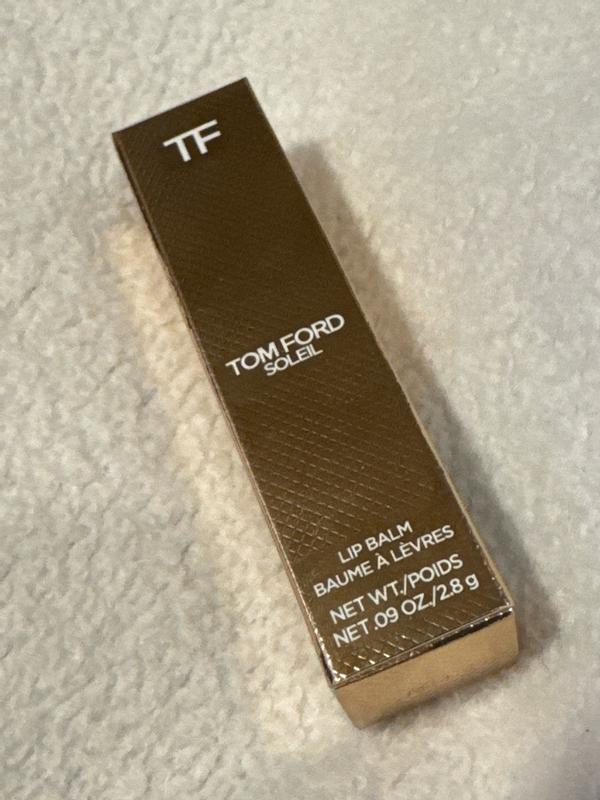 TF
TOM FORD
SOLEIL
LIP BALM
BAUME À LÈVRES
NET WT./POIDS
NET .09 OZ./2.8 g